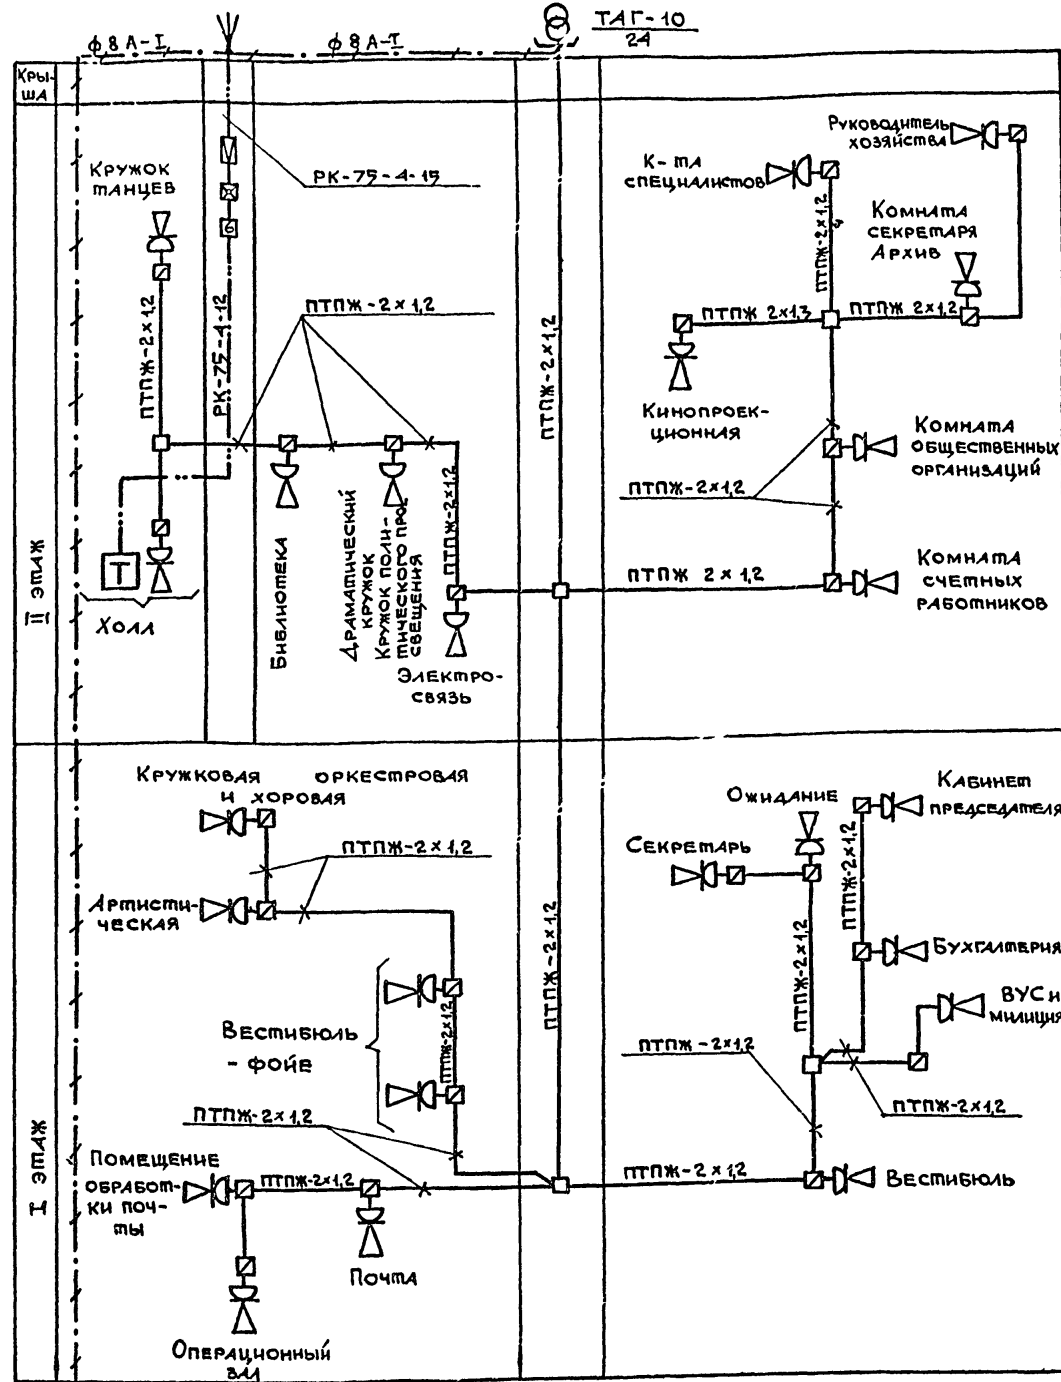 ф 8 А-I
ф 8 А-I
ТАГ-10
24
КРЫ-
ША
КРУЖОК
ТАНЦЕВ
РК-75-4-15
К-ТА
СПЕЦИАЛИСТОВ
РУКОВОДИТЕЛЬ
ХОЗЯЙСТВА
КОМНАТА
СЕКРЕТАРЯ
АРХИВ
ПТПЖ-2×1,2
ПТПЖ-2×1,2
РК-75-4-12
ПТПЖ-2×1,2
ПТПЖ-2×1,2
ПТПЖ 2×1,3
ПТПЖ 2×1,2
КИНОПРОЕК-
ЦИОННАЯ
КОМНАТА
ОБЩЕСТВЕННЫХ
ОРГАНИЗАЦИЙ
ПТПЖ-2×1,2
ПТПЖ-2×1,2
II ЭТАЖ
Т
ХОЛЛ
БИБЛИОТЕКА
ДРАМАТИЧЕСКИЙ
КРУЖОК
КРУЖОК ПОЛИ-
ТИЧЕСКОГО ПРО-
СВЕЩЕНИЯ
ЭЛЕКТРО-
СВЯЗЬ
ПТПЖ 2×1,2
КОМНАТА
СЧЕТНЫХ
РАБОТНИКОВ
КРУЖКОВАЯ ОРКЕСТРОВАЯ
И ХОРОВАЯ
ПТПЖ-2×1,2
АРТИСТИ-
ЧЕСКАЯ
ОЖИДАНИЕ
СЕКРЕТАРЬ
КАБИНЕТ
ПРЕДСЕДАТЕЛЯ
ПТПЖ-2×1,2
ПТПЖ-2×1,2
ПТПЖ-2×1,2
БУХГАЛТЕРИЯ
ВЕСТИБЮЛЬ
- ФОЙЕ
ПТПЖ-2×1,2
ВУС И
МИЛИЦИЯ
ПТПЖ-2×1,2
ПТПЖ-2×1,2
ПТПЖ-2×1,2
I ЭТАЖ
ПОМЕЩЕНИЕ
ОБРАБОТ-
КИ ПОЧ-
ТЫ
ПТПЖ-2×1,2
ПТПЖ-2×1,2
ВЕСТИБЮЛЬ
ПОЧТА
ОПЕРАЦИОННЫЙ
ЗАЛ